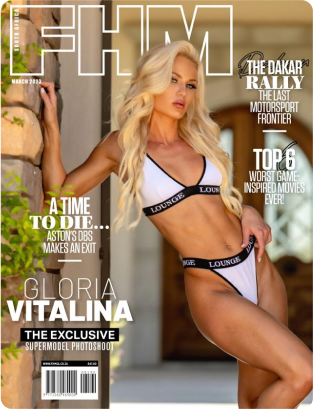 SOUTH AFRICA
FHM
MARCH 2023
THE DAKAR
RALLY
THE LAST
MOTORSPORT
FRONTIER
TOP 6
WORST GAME-
INSPIRED MOVIES
EVER!
A TIME
TO DIE...
ASTON'S DBS
MAKES AN EXIT
LOUNGE LOUNGE
LOUNGE LOUNGE
GLORIA
VITALINA
THE EXCLUSIVE
SUPERMODEL PHOTOSHOOT